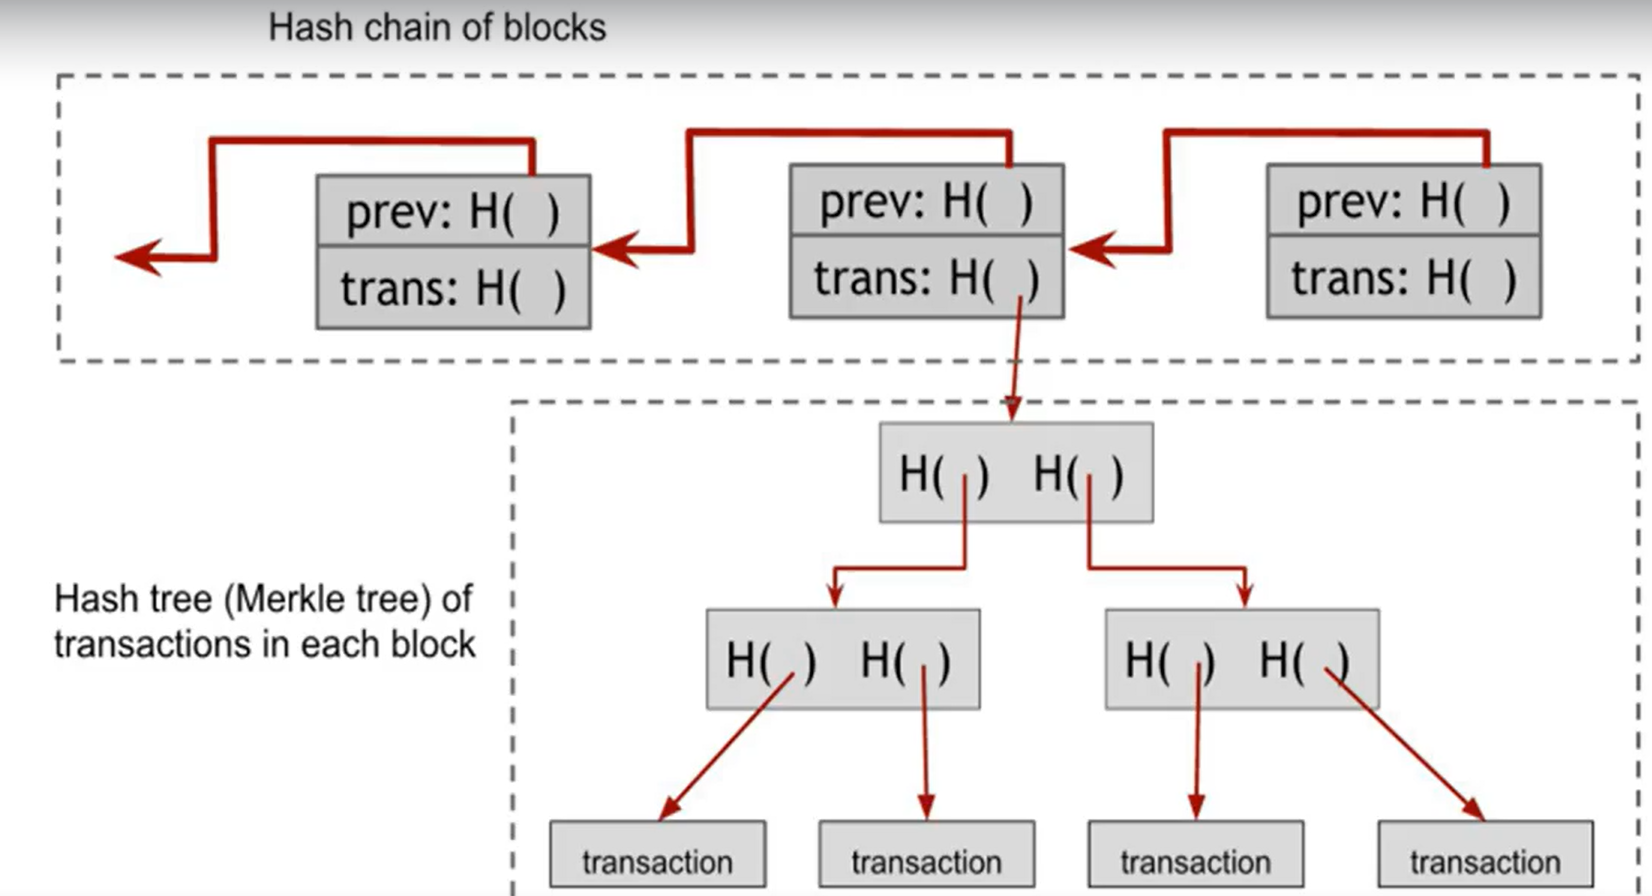 Hash chain of blocks
prev: H( )
trans: H( )
prev: H( )
trans: H( )
prev: H( )
trans: H( )
H( ) H( )
Hash tree (Merkle tree) of
transactions in each block
H( ) H( )
H( ) H( )
transaction
transaction
transaction
transaction